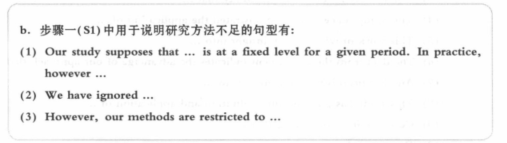 b. 步骤一(S1)中用于说明研究方法不足的句型有:
(1) Our study supposes that ... is at a fixed level for a given period. In practice,
however ...
(2) We have ignored ...
(3) However, our methods are restricted to ...